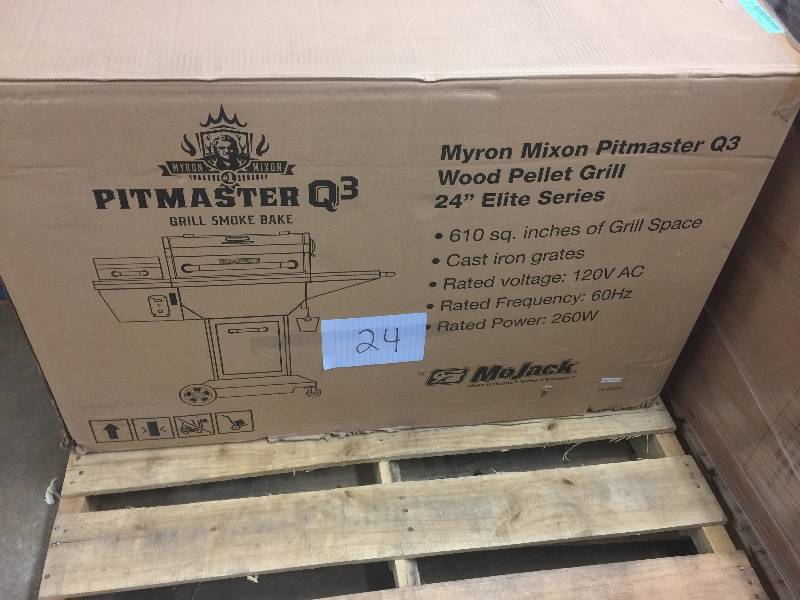 MYRON MIXON
PITMASTER Q3
GRILL SMOKE BAKE
Myron Mixon Pitmaster Q3
Wood Pellet Grill
24" Elite Series
• 610 sq. inches of Grill Space
• Cast iron grates
• Rated voltage: 120V AC
• Rated Frequency: 60Hz
• Rated Power: 260W
24
MoJack